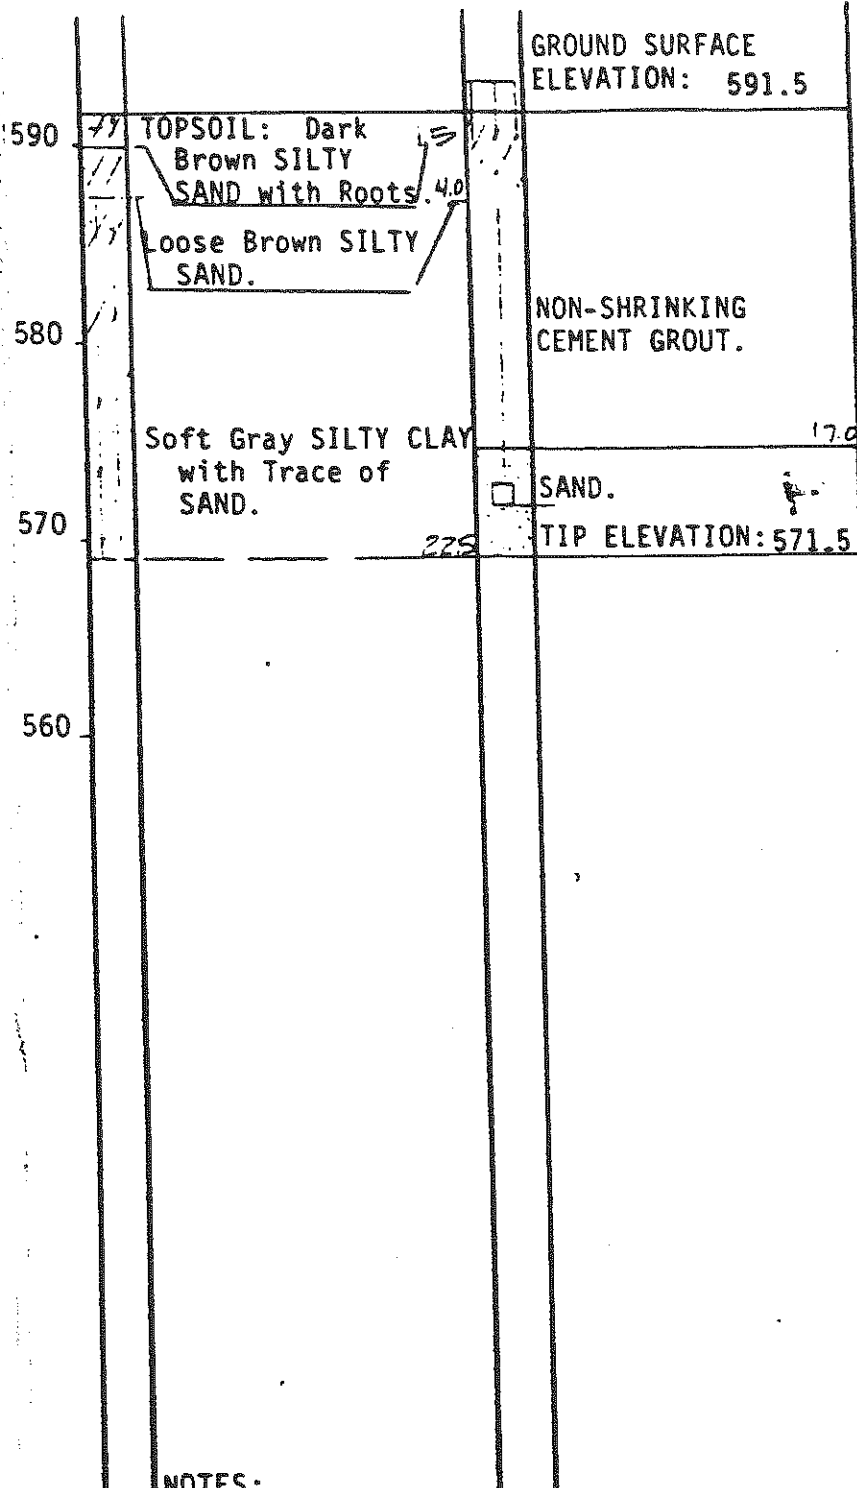 GROUND SURFACE
ELEVATION: 591.5
590
TOPSOIL: Dark
Brown SILTY
SAND with Roots.
4.0
Loose Brown SILTY
SAND.
580
NON-SHRINKING
CEMENT GROUT.
17.0
Soft Gray SILTY CLAY
with Trace of
SAND.
SAND.
570
22.5
TIP ELEVATION: 571.5
560
NOTES: